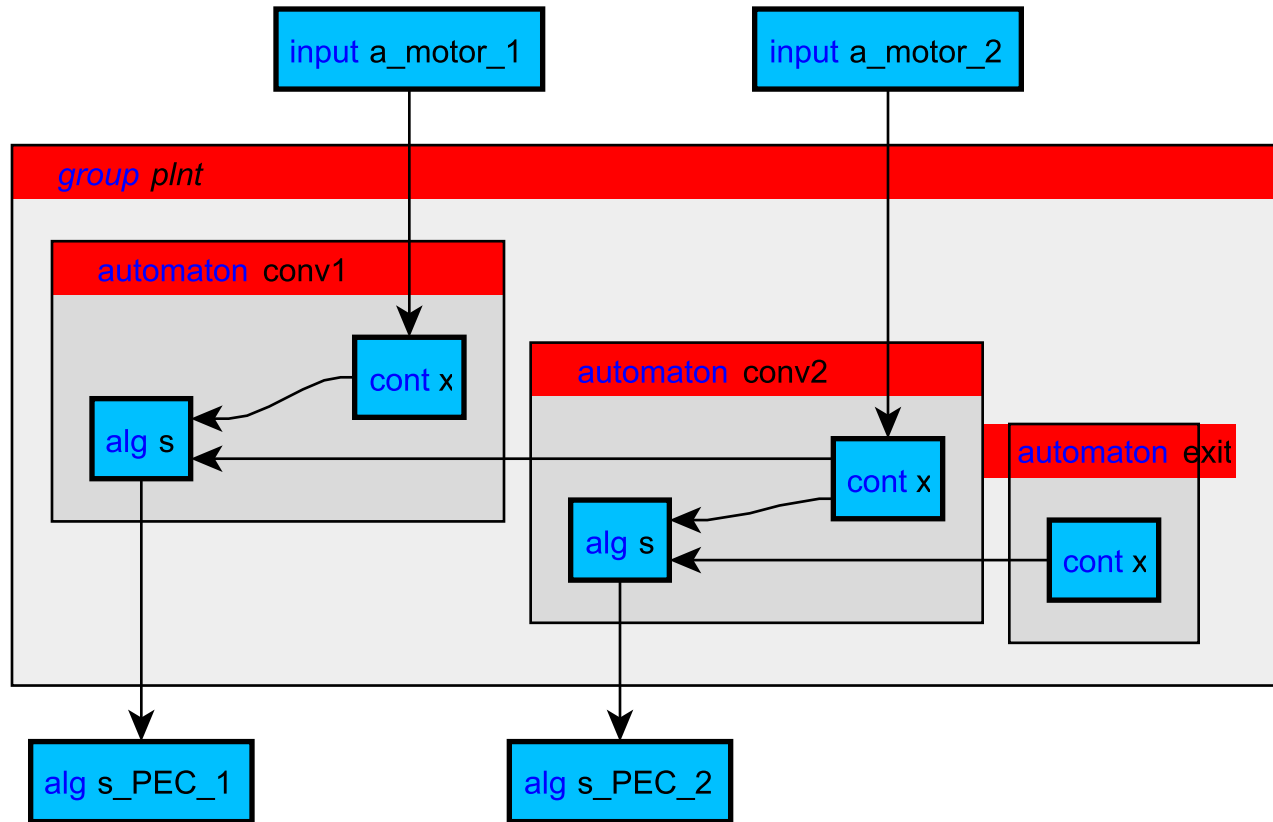 input a_motor_1
input a_motor_2
group plnt
automaton conv1
cont x
alg s
automaton conv2
cont x
alg s
automaton exit
cont x
alg s_PEC_1
alg s_PEC_2